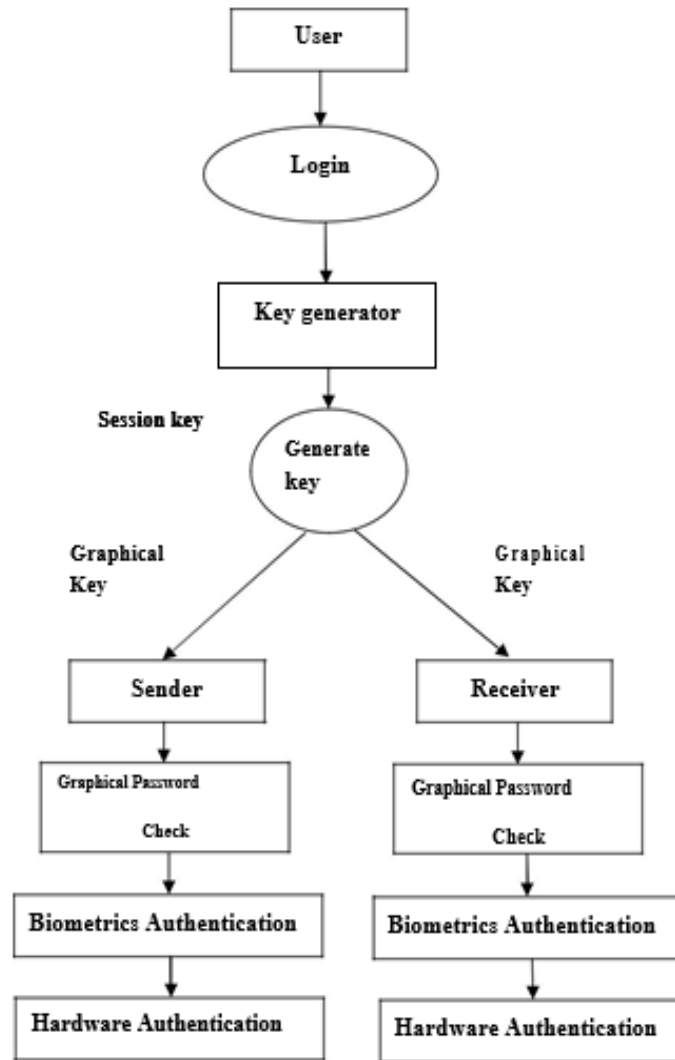 User
Login
Key generator
Session key
Generate
key
Graphical
Key
Graphical
Key
Sender
Receiver
Graphical Password
Check
Graphical Password
Check
Biometrics Authentication
Biometrics Authentication
Hardware Authentication
Hardware Authentication